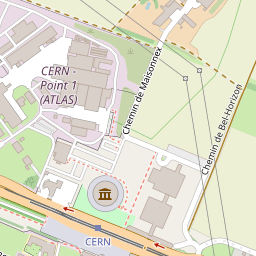 CERN -
Point 1
(ATLAS)
Chemin de Maisonnex
Chemin de Bel-Horizon
CERN